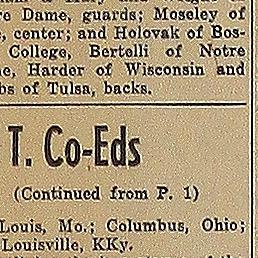 re Dame, guards; Moseley of
, center; and Holovak of Bos-
College, Bertelli of Notre
e, Harder of Wisconsin and
bs of Tulsa, backs.
T. Co-Eds
(Continued from P. 1)
Louis, Mo.; Columbus, Ohio;
Louisville, KKy.